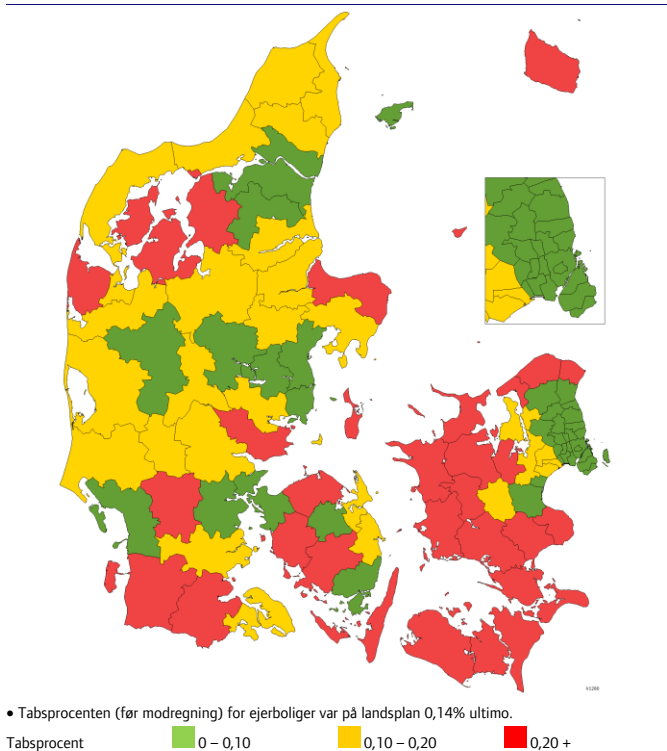 V1200
• Tabsprocenten (før modregning) for ejerboliger var på landsplan 0,14% ultimo.
Tabsprocent 0 – 0,10 0,10 – 0,20 0,20 +